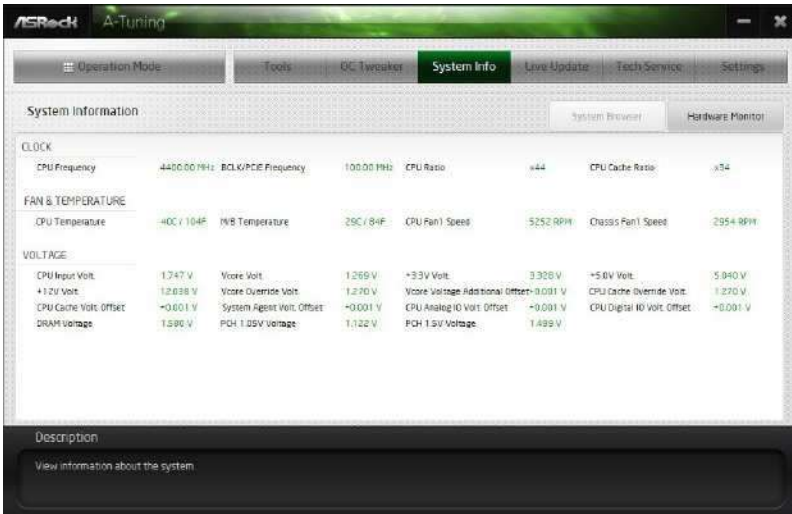 ASRock A-Tuning
Operation Mode Tools OC Tweaker System Info Live Update Tech Service Settings
System Information System Browser Hardware Monitor
CLOCK
CPU Frequency 4400.00 MHz BCLK/PCIE Frequency 100.00 MHz CPU Ratio x44 CPU Cache Ratio x34
FAN & TEMPERATURE
CPU Temperature 40C / 104F M/B Temperature 29C / 84F CPU Fan1 Speed 5252 RPM Chassis Fan1 Speed 2954 RPM
VOLTAGE
CPU Input Volt. 1.747 V Vcore Volt. 1.269 V +3.3V Volt. 3.328 V +5.0V Volt. 5.040 V
+12V Volt. 12.038 V Vcore Override Volt. 1.270 V Vcore Voltage Additional Offset +0.001 V CPU Cache Override Volt. 1.270 V
CPU Cache Volt. Offset +0.001 V System Agent Volt. Offset +0.001 V CPU Analog IO Volt. Offset +0.001 V CPU Digital IO Volt. Offset +0.001 V
DRAM Voltage 1.580 V PCH 1.05V Voltage 1.122 V PCH 1.5V Voltage 1.499 V
Description
View information about the system.